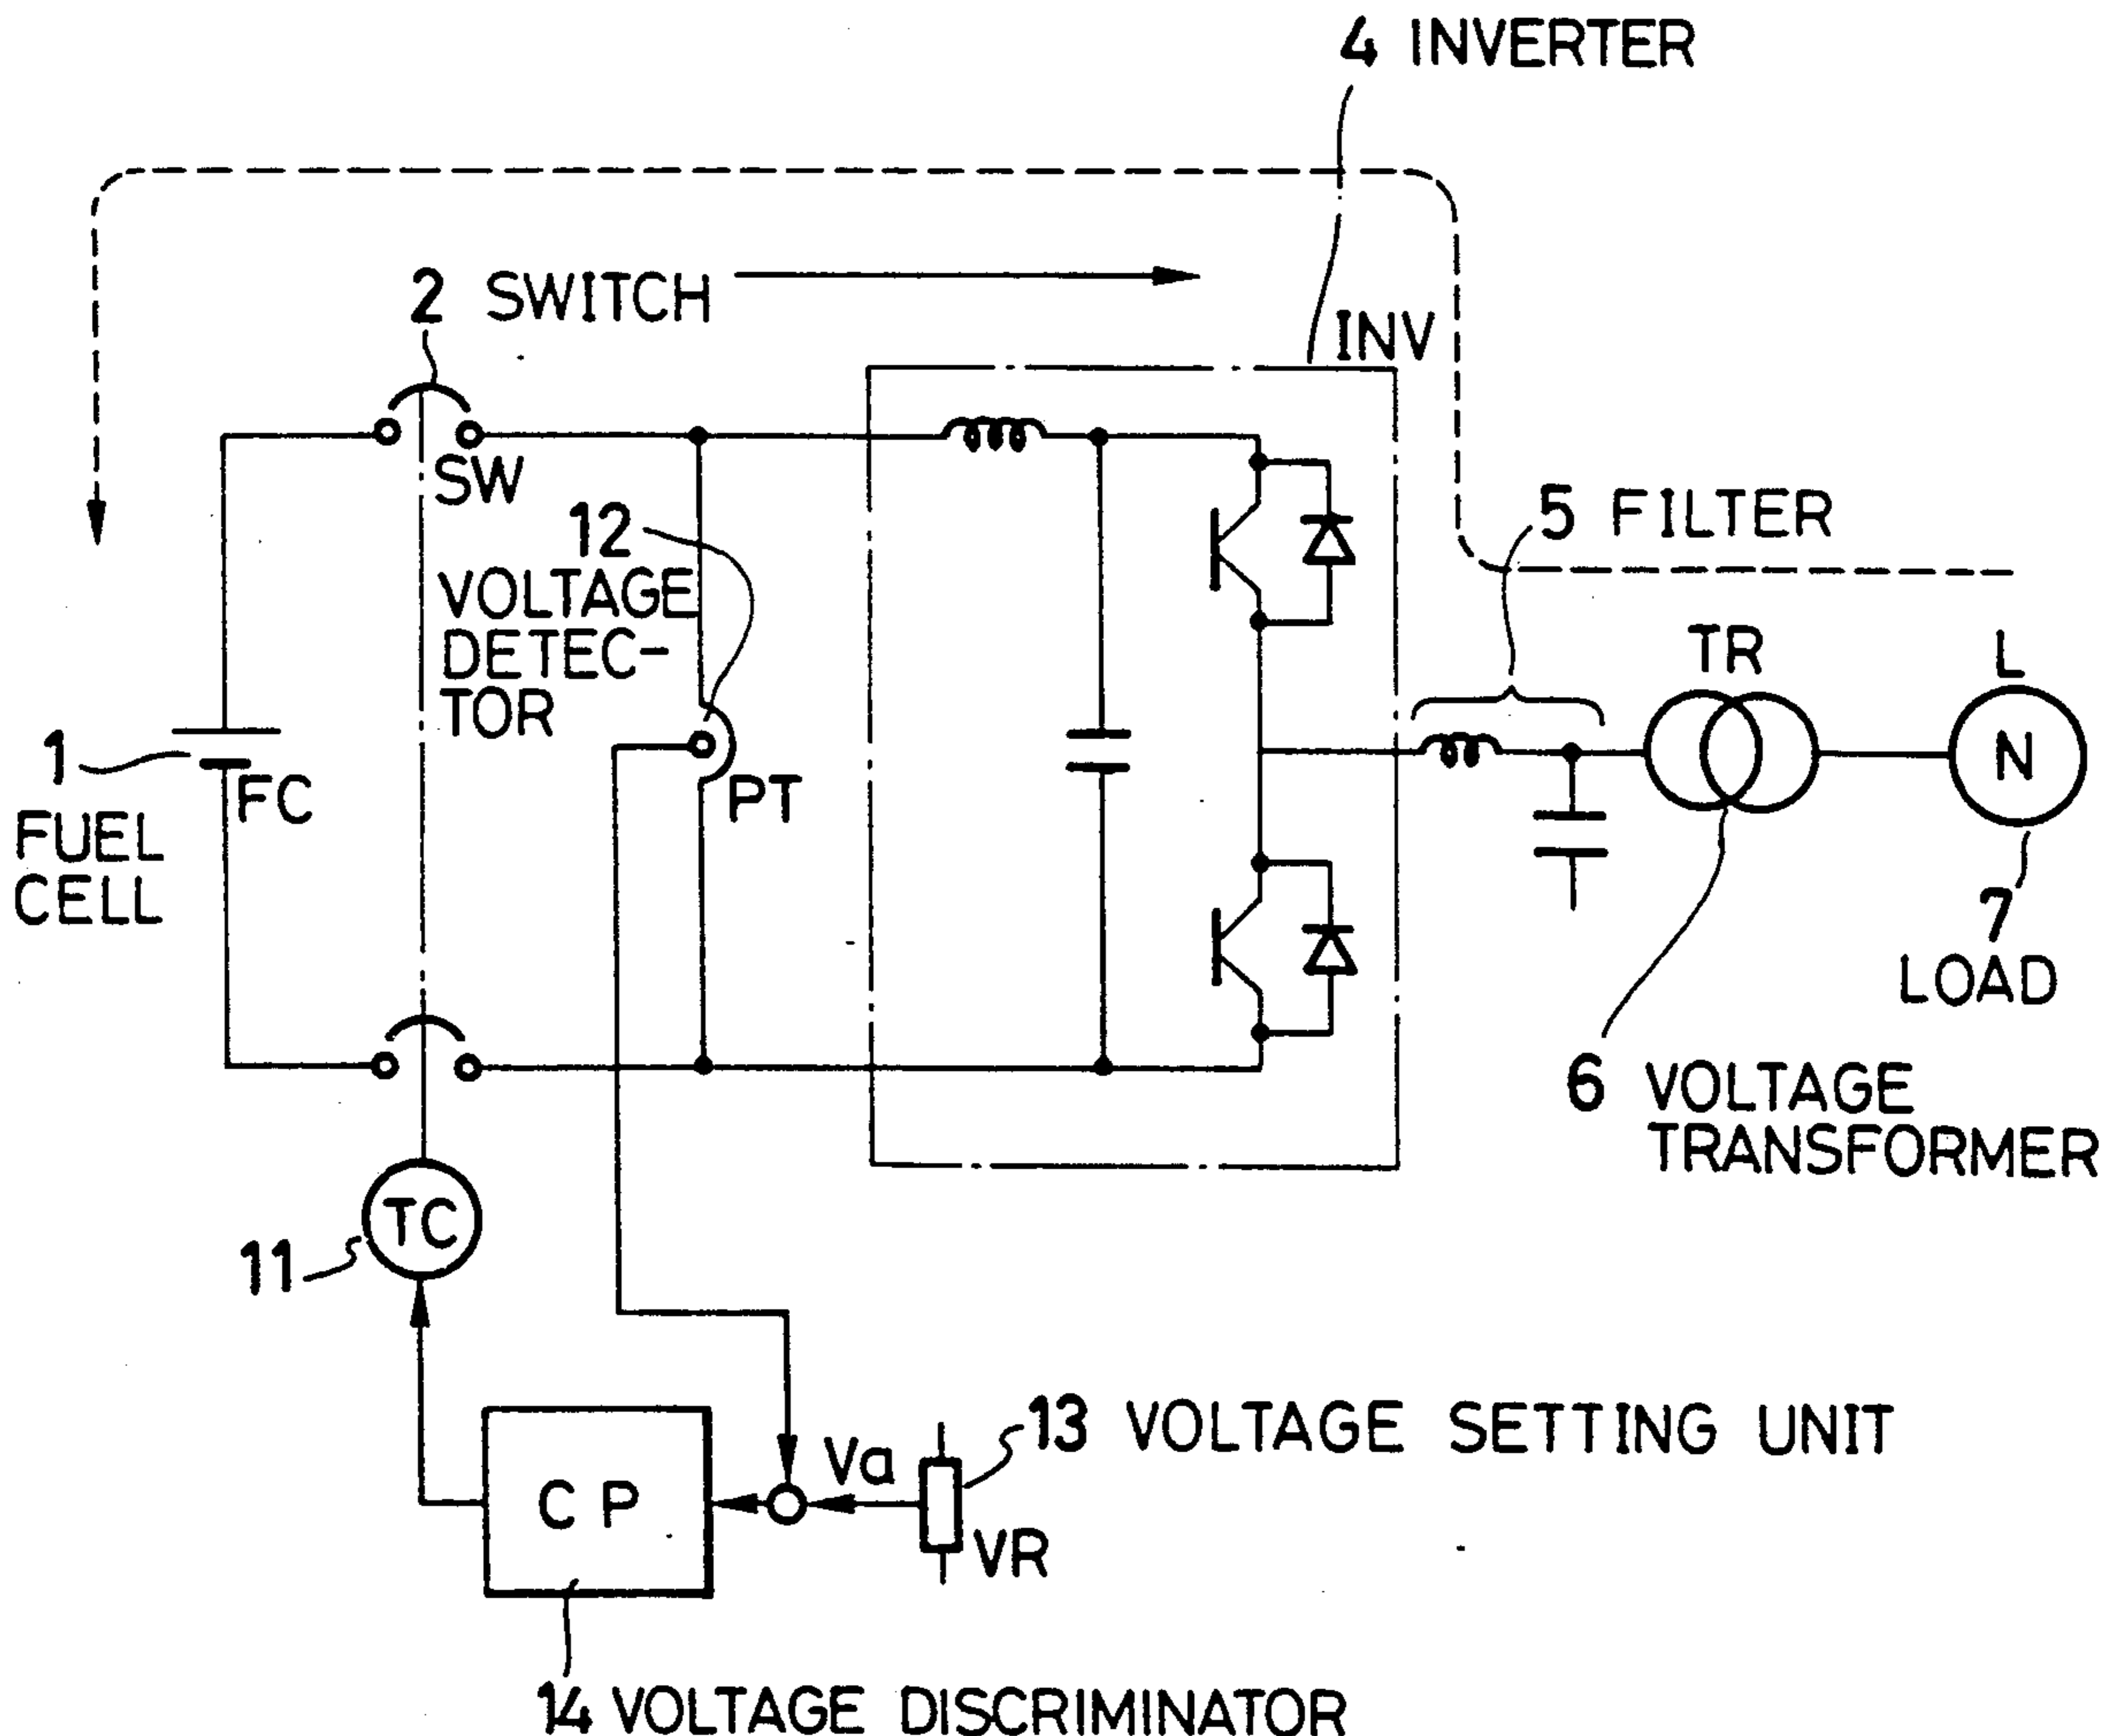 4 INVERTER
2 SWITCH
INV
SW
12
VOLTAGE
DETEC-
TOR
5 FILTER
TR
L
1
FC
FUEL
CELL
PT
N
7
LOAD
6 VOLTAGE
TRANSFORMER
TC
11
13 VOLTAGE SETTING UNIT
Va
CP
VR
14 VOLTAGE DISCRIMINATOR